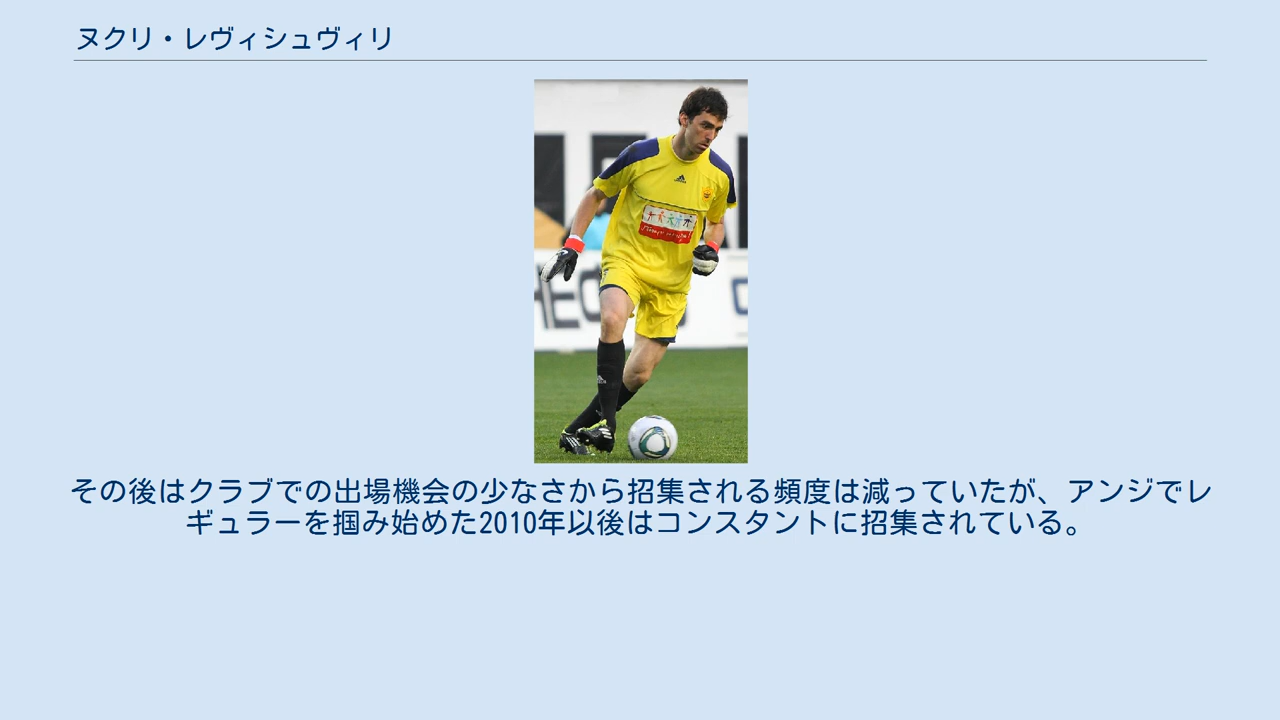 ヌクリ・レヴィシュヴィリ
その後はクラブでの出場機会の少なさから招集される頻度は減っていたが、アンジでレ
ギュラーを掴み始めた2010年以後はコンスタントに招集されている。